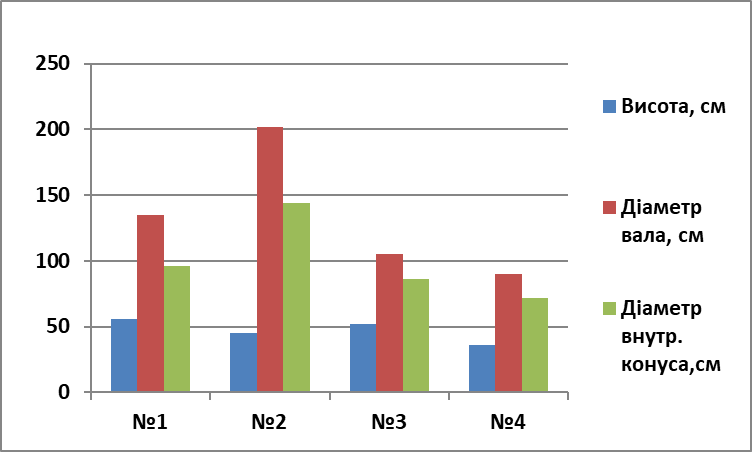 250
200
150
100
50
0
№1 №2 №3 №4
Висота, см
Діаметр
вала, см
Діаметр
внутр.
конуса,см